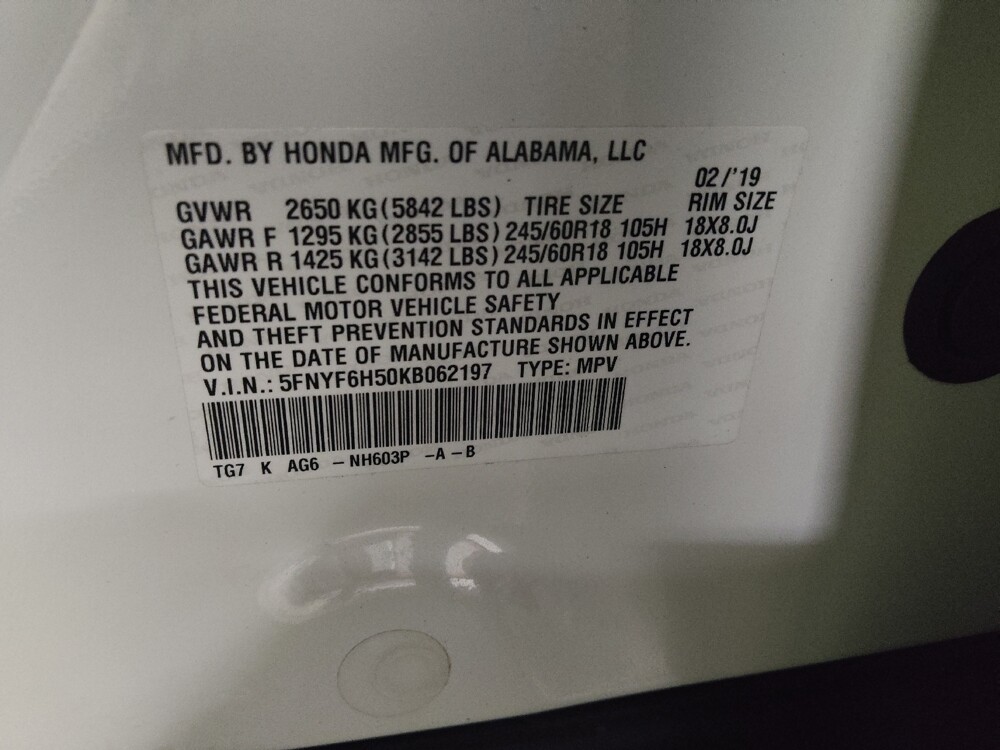 MFD. BY HONDA MFG. OF ALABAMA, LLC
02/'19
GVWR 2650 KG (5842 LBS) TIRE SIZE RIM SIZE
GAWR F 1295 KG (2855 LBS) 245/60R18 105H 18X8.0J
GAWR R 1425 KG (3142 LBS) 245/60R18 105H 18X8.0J
THIS VEHICLE CONFORMS TO ALL APPLICABLE
FEDERAL MOTOR VEHICLE SAFETY
AND THEFT PREVENTION STANDARDS IN EFFECT
ON THE DATE OF MANUFACTURE SHOWN ABOVE.
V.I.N.: 5FNYF6H50KB062197 TYPE: MPV
TG7 K AG6 -NH603P -A-B